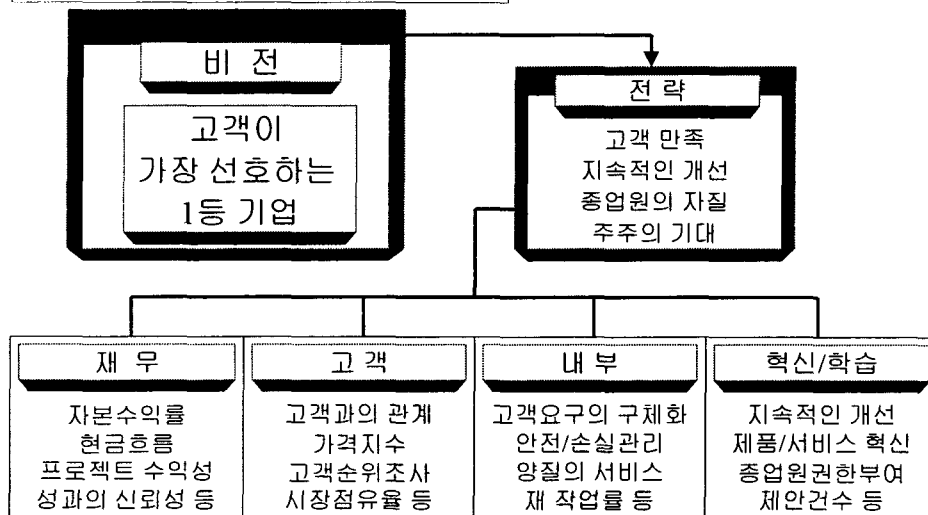 비 전
고객이
가장 선호하는
1등 기업
전 략
고객 만족
지속적인 개선
종업원의 자질
주주의 기대
재 무
자본수익률
현금흐름
프로젝트 수익성
성과의 신뢰성 등
고 객
고객과의 관계
가격지수
고객순위조사
시장점유율 등
내 부
고객요구의 구체화
안전/손실관리
양질의 서비스
재 작업률 등
혁신/학습
지속적인 개선
제품/서비스 혁신
종업원권한부여
제안건수 등